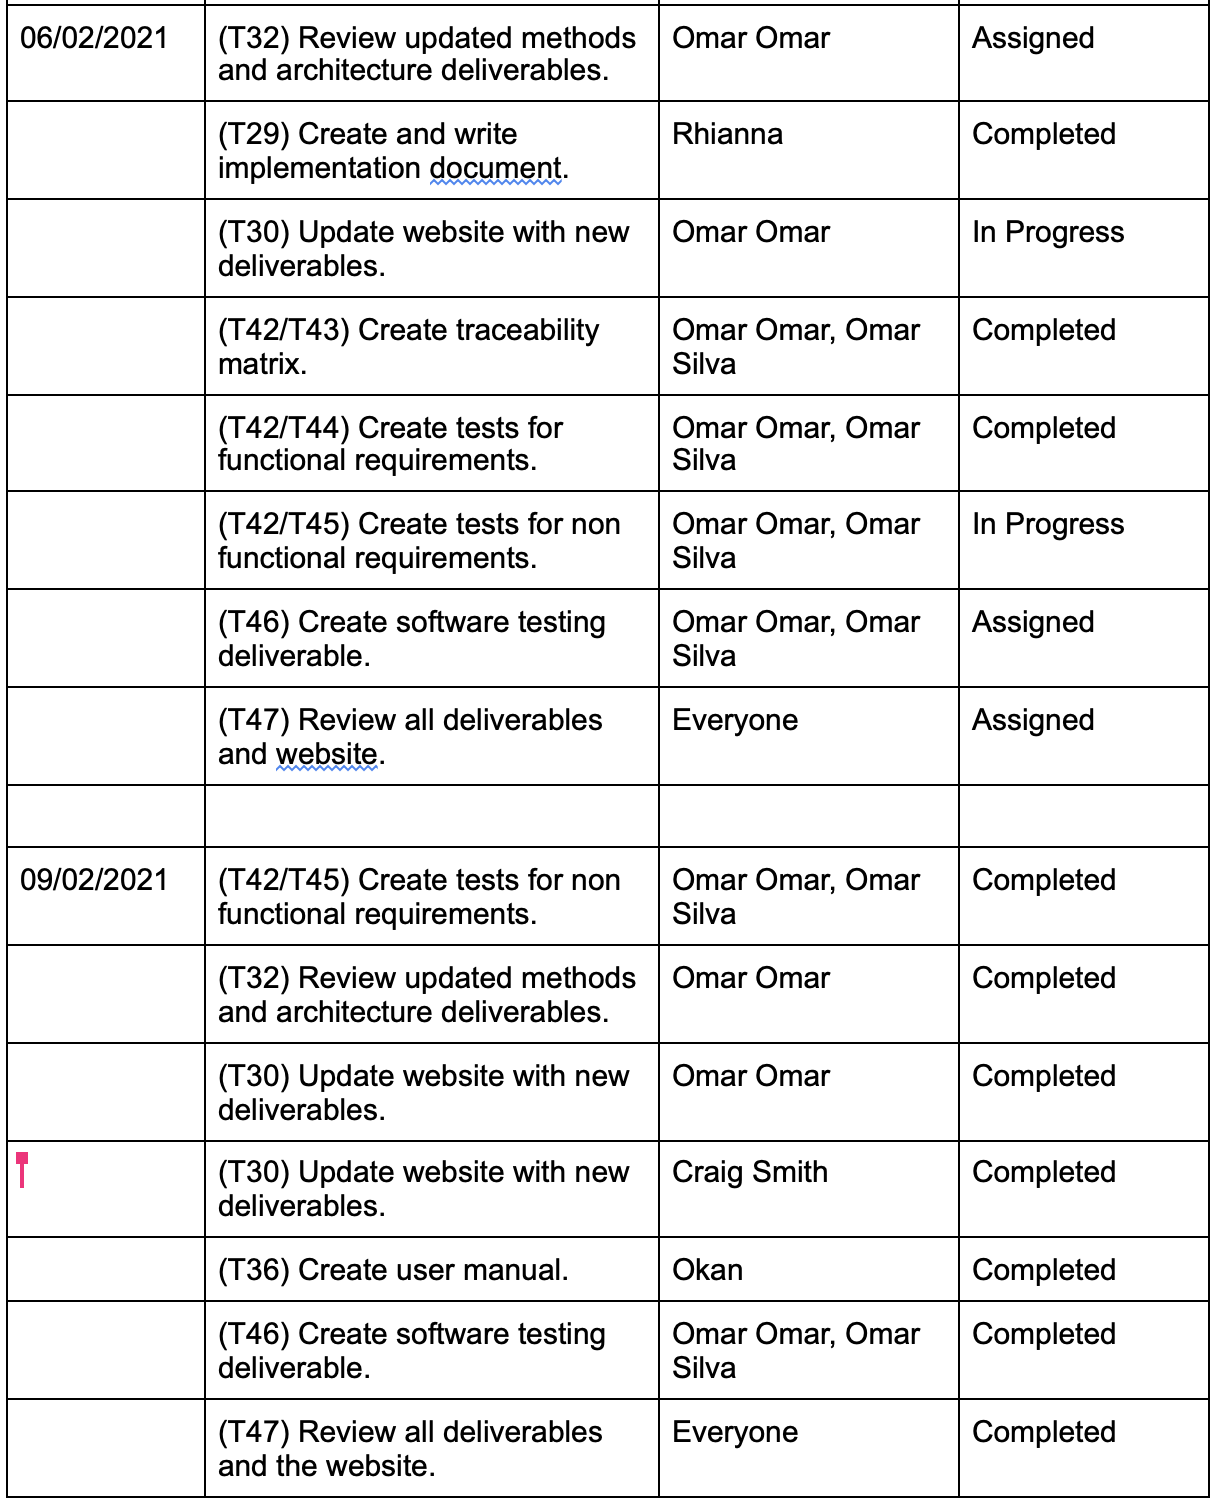 06/02/2021 (T32) Review updated methods Omar Omar Assigned
and architecture deliverables.
(T29) Create and write Rhianna Completed
implementation document.
(T30) Update website with new Omar Omar In Progress
deliverables.
(T42/T43) Create traceability Omar Omar, Omar Completed
matrix. Silva
(T42/T44) Create tests for Omar Omar, Omar Completed
functional requirements. Silva
(T42/T45) Create tests for non Omar Omar, Omar In Progress
functional requirements. Silva
(T46) Create software testing Omar Omar, Omar Assigned
deliverable. Silva
(T47) Review all deliverables Everyone Assigned
and website.
09/02/2021 (T42/T45) Create tests for non Omar Omar, Omar Completed
functional requirements. Silva
(T32) Review updated methods Omar Omar Completed
and architecture deliverables.
(T30) Update website with new Omar Omar Completed
deliverables.
(T30) Update website with new Craig Smith Completed
deliverables.
(T36) Create user manual. Okan Completed
(T46) Create software testing Omar Omar, Omar Completed
deliverable. Silva
(T47) Review all deliverables Everyone Completed
and the website.